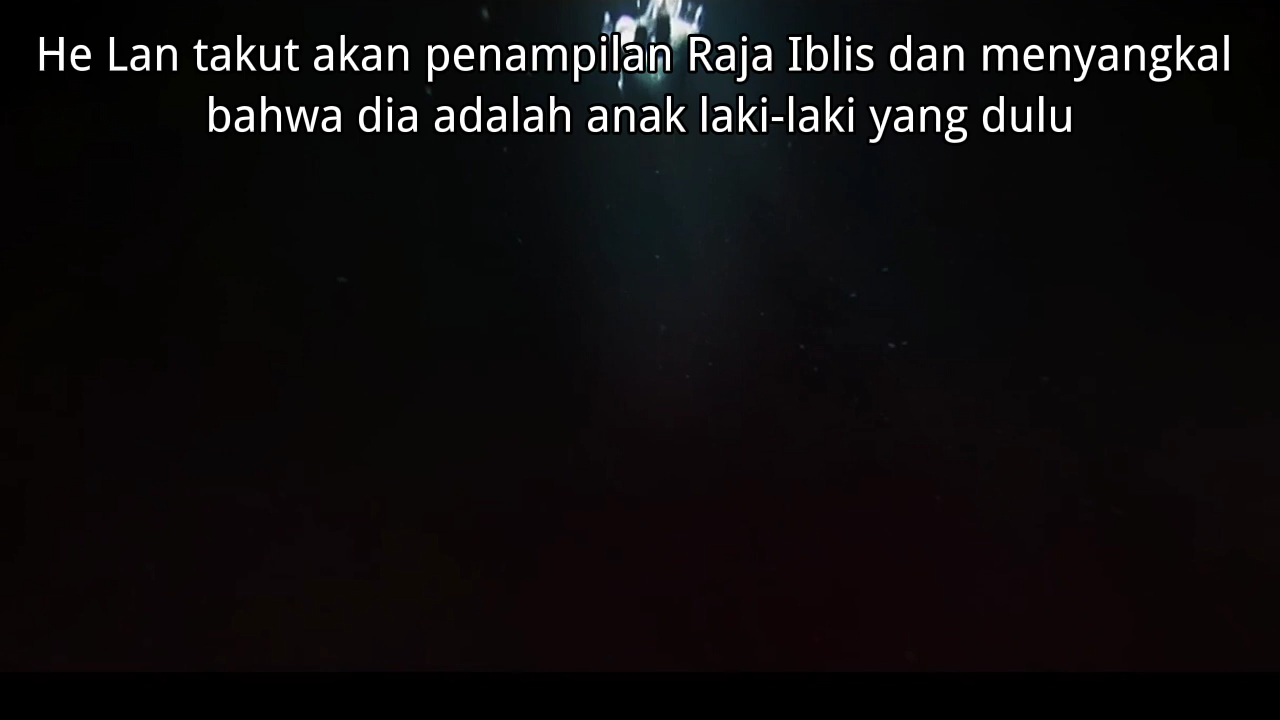 He Lan takut akan penampilan Raja Iblis dan menyangkal
bahwa dia adalah anak laki-laki yang dulu